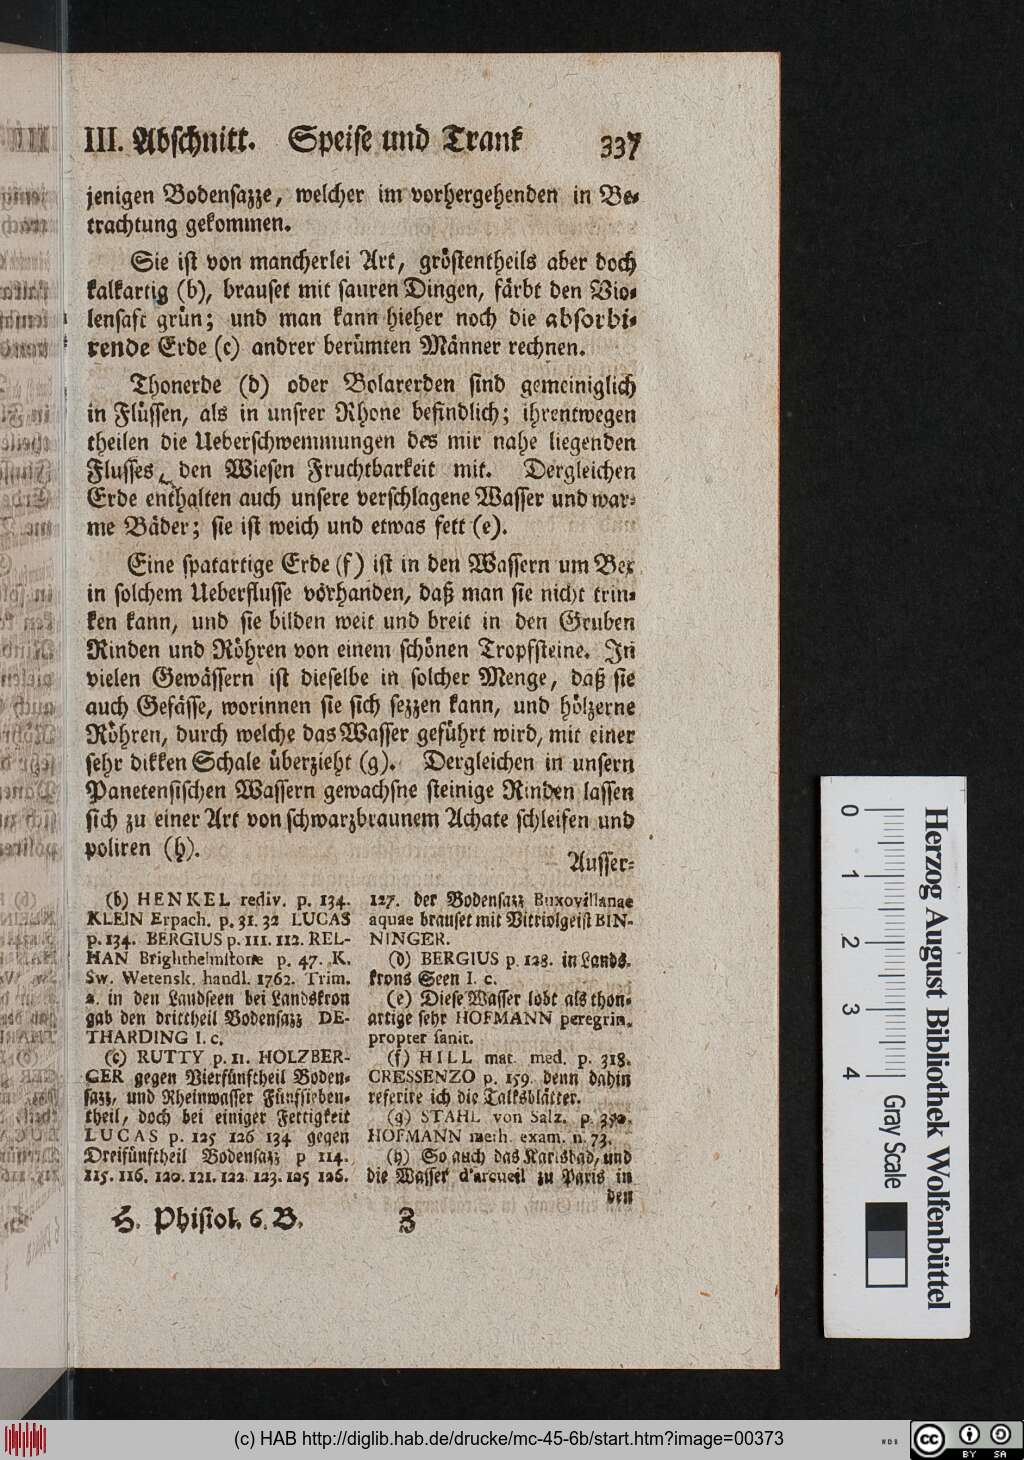 III. Abschnitt. Speise und Trank 337
jenigen Bodensazze, welcher im vorhergehenden in Be-
trachtung gekommen.
Sie ist von mancherlei Art, gröstentheils aber doch
kalkartig (b), brauset mit sauren Dingen, färbt den Vio-
lensaft grün; und man kann hieher noch die absorbi-
rende Erde (c) andrer berümten Männer rechnen.
Thonerde (d) oder Bolarerden sind gemeiniglich
in Flüssen, als in unsrer Rhone befindlich; ihrentwegen
theilen die Ueberschwemmungen des mir nahe liegenden
Flusses den Wiesen Fruchtbarkeit mit. Dergleichen
Erde enthalten auch unsere verschlagene Wasser und war-
me Bäder; sie ist weich und etwas fett (e).
Eine spatartige Erde (f) ist in den Wassern um Bex
in solchem Ueberflusse vorhanden, daß man sie nicht trin-
ken kann, und sie bilden weit und breit in den Gruben
Rinden und Röhren von einem schönen Tropfsteine. In
vielen Gewässern ist dieselbe in solcher Menge, daß sie
auch Gefässe, worinnen sie sich sezzen kann, und hölzerne
Röhren, durch welche das Wasser geführt wird, mit einer
sehr dikken Schale überzieht (g). Dergleichen in unsern
Panetensischen Wassern gewachsne steinige Rinden lassen
sich zu einer Art von schwarzbraunem Achate schleifen und
poliren (h).
Ausser-
(b) HENKEL rediv. p. 134.
KLEIN Erpach. p. 31. 32 LUCAS
p. 134. BERGIUS p. 111. 112. REL-
HAN Brighthelmstone p. 47. K.
Sw. Wetensk. handl. 1762. Trim.
2. in den Landseen bei Landskron
gab den drittheil Bodensazz DE-
THARDING l. c.
(c) RUTTY p. 11. HOLZBER-
GER gegen Vierfünftheil Boden-
sazz, und Rheinwasser Fünfsieben-
theil, doch bei einiger Fettigkeit
LUCAS p. 125 126 134 gegen
Dreifünftheil Bodensazz p 114.
115. 116. 120. 121. 122. 123. 125 126.
127. der Bodensazz Buxovillanae
aquae brauset mit Vitriolgeist BIN-
NINGER.
(d) BERGIUS p. 128. in Lands-
krons Seen l. c.
(e) Diese Wasser lobt als thon-
artige sehr HOFMANN peregrin.
propter sanit.
(f) HILL mat. med. p. 318.
CRESSENZO p. 159. denn dahin
referire ich die Talksblätter.
(g) STAHL von Salz. p. 390.
HOFMANN meth. exam. n. 73.
(h) So auch das Karlsbad, und
die Wasser d'arcueil zu Paris in
den
H. Phisiol. 6. B. Z
Herzog August Bibliothek Wolfenbüttel
0 1 2 3 4 Gray Scale
(c) HAB http://diglib.hab.de/drucke/mc-45-6b/start.htm?image=00373
cc BY SA